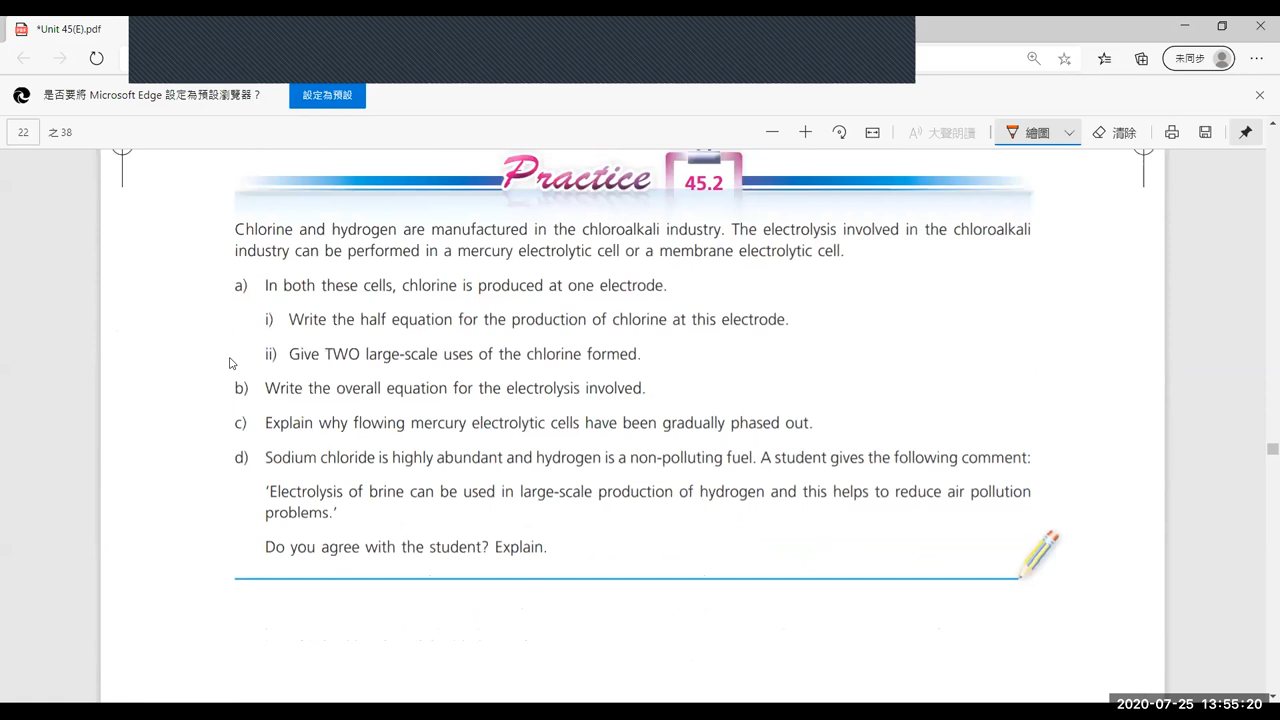 *Unit 45(E).pdf
未同步
是否要將 Microsoft Edge 設定為預設瀏覽器？
設定為預設
22 之 38
大聲朗讀
繪圖
清除
Practice 45.2
Chlorine and hydrogen are manufactured in the chloroalkali industry. The electrolysis involved in the chloroalkali
industry can be performed in a mercury electrolytic cell or a membrane electrolytic cell.
a) In both these cells, chlorine is produced at one electrode.
i) Write the half equation for the production of chlorine at this electrode.
ii) Give TWO large-scale uses of the chlorine formed.
b) Write the overall equation for the electrolysis involved.
c) Explain why flowing mercury electrolytic cells have been gradually phased out.
d) Sodium chloride is highly abundant and hydrogen is a non-polluting fuel. A student gives the following comment:
‘Electrolysis of brine can be used in large-scale production of hydrogen and this helps to reduce air pollution
problems.’
Do you agree with the student? Explain.
2020-07-25 13:55:20